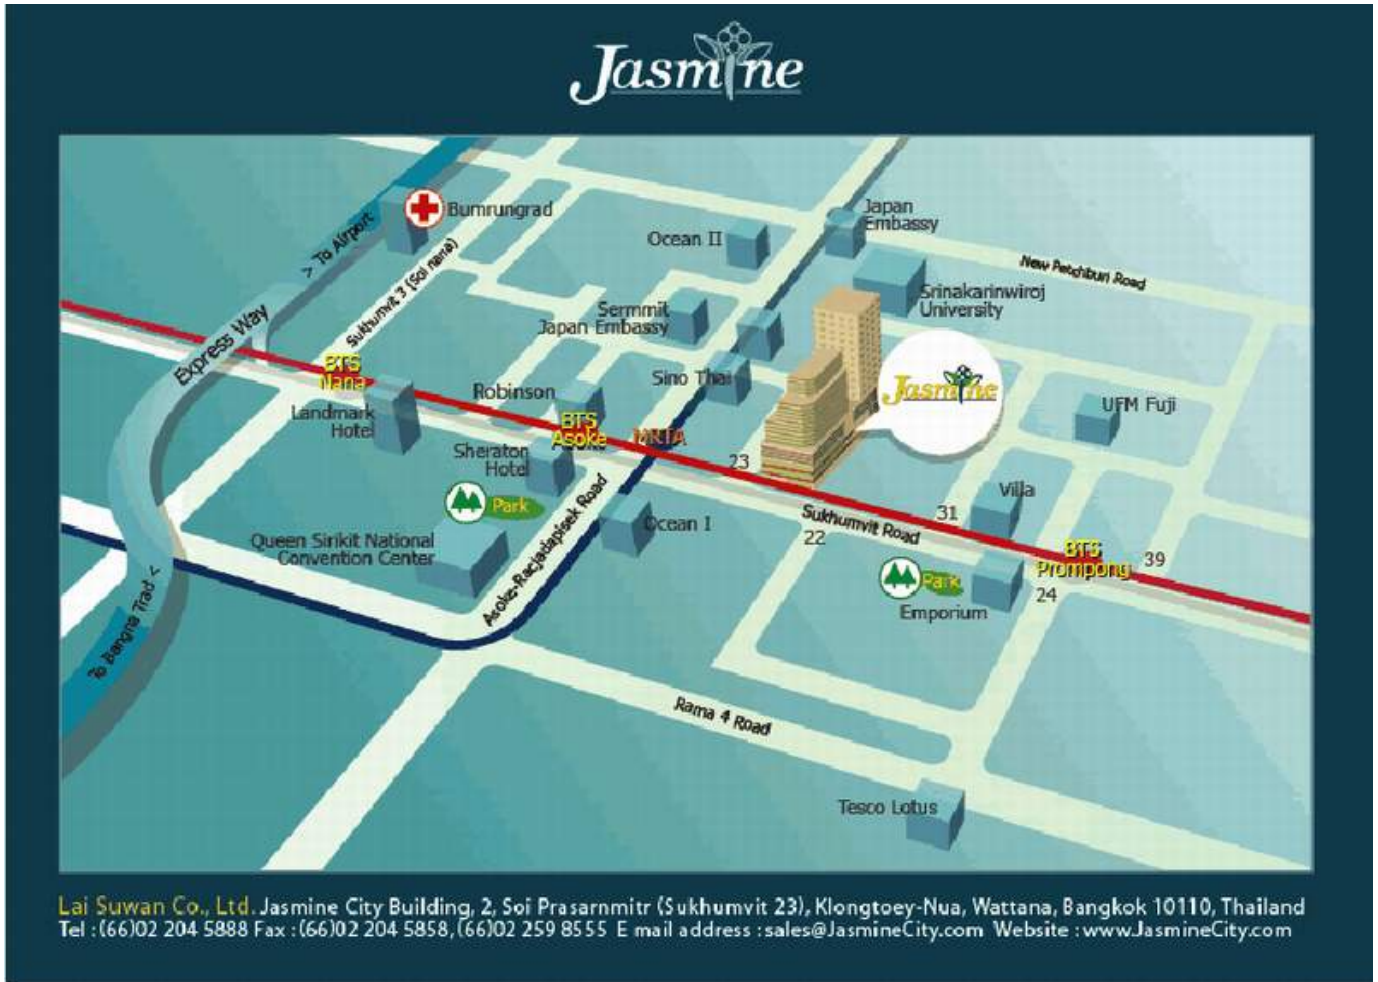 Jasmine
Bumrungrad
> To Airport
Sukhumvit 3 (Soi nana)
Express Way
Ocean II
Japan
Embassy
New Petchburi Road
Srinakarinwiroj
University
Sermmit
Japan Embassy
Sino Thai
Jasmine
UFM Fuji
BTS
Nana
Landmark
Hotel
Robinson
BTS
Asoke
MRTA
Sheraton
Hotel
Park
23
Villa
31
Sukhumvit Road
22
Ocean I
Queen Sirikit National
Convention Center
Asoke-Racjadapisek Road
BTS
Prompong
39
24
Park
Emporium
To Bangna Trad <
Rama 4 Road
Tesco Lotus
Lai Suwan Co., Ltd. Jasmine City Building, 2, Soi Prasarnmitr (Sukhumvit 23), Klongtoey-Nua, Wattana, Bangkok 10110, Thailand
Tel :(66)02 204 5888 Fax :(66)02 204 5858, (66)02 259 8555 E mail address :sales@JasmineCity.com Website :www.JasmineCity.com